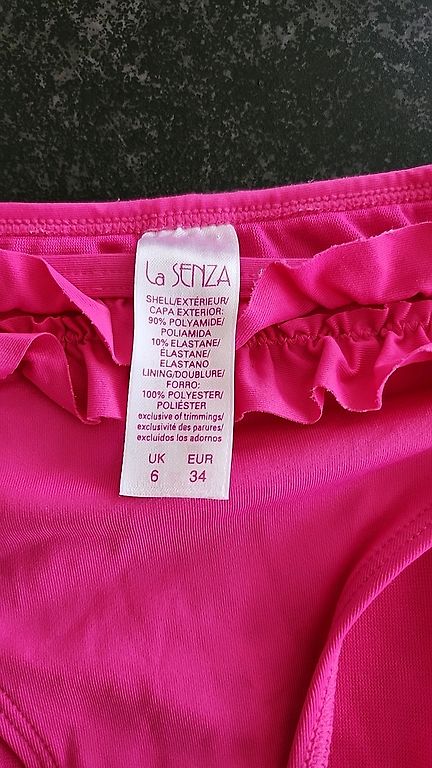 La SENZA
SHELL/EXTÉRIEUR/
CAPA EXTERIOR:
90% POLYAMIDE/
POLIAMIDA
10% ELASTANE/
ÉLASTANE/
ELASTANO
LINING/DOUBLURE/
FORRO:
100% POLYESTER/
POLIÉSTER
exclusive of trimmings/
exclusivité des parures/
excluidos los adornos
UK EUR
6 34